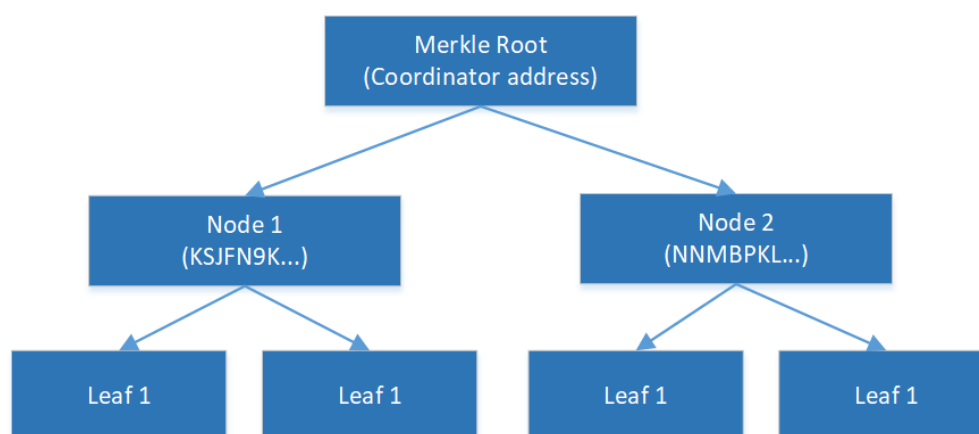 Merkle Root
(Coordinator address)
Node 1
(KSJFN9K...)
Node 2
(NNMBPKL...)
Leaf 1
Leaf 1
Leaf 1
Leaf 1